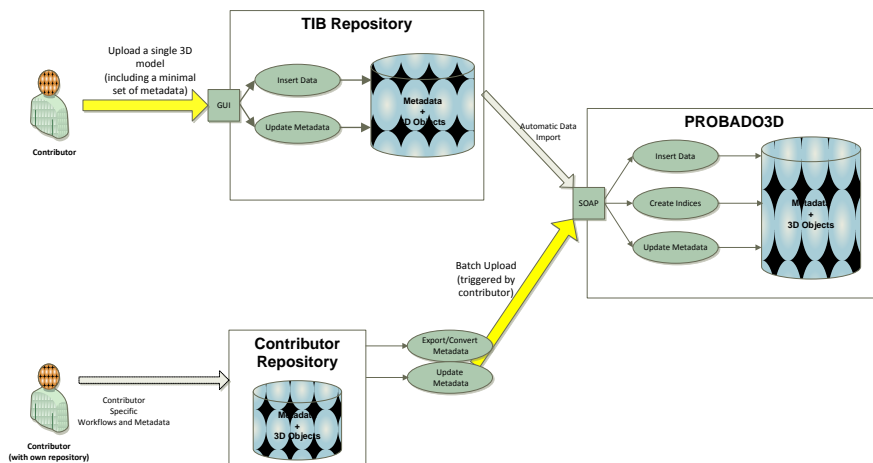 TIB Repository
Upload a single 3D
model
(including a minimal
set of metadata)
GUI
Insert Data
Update Metadata
Metadata
+
3D Objects
Contributor
Automatic Data
Import
PROBADO3D
SOAP
Insert Data
Create Indices
Update Metadata
Metadata
+
3D Objects
Batch Upload
(triggered by
contributor)
Contributor
Repository
Export/Convert
Metadata
Update
Metadata
Metadata
+
3D Objects
Contributor
Specific
Workflows and Metadata
Contributor
(with own repository)